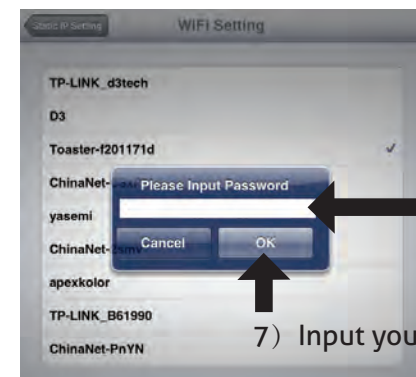 Static IP Setting WiFi Setting
TP-LINK_d3tech
D3
Toaster-f201171d ✓
ChinaNet-
Please Input Password
yasemi
ChinaNet-
Cancel OK
apexkolor
TP-LINK_B61990
7) Input you
ChinaNet-PnYN